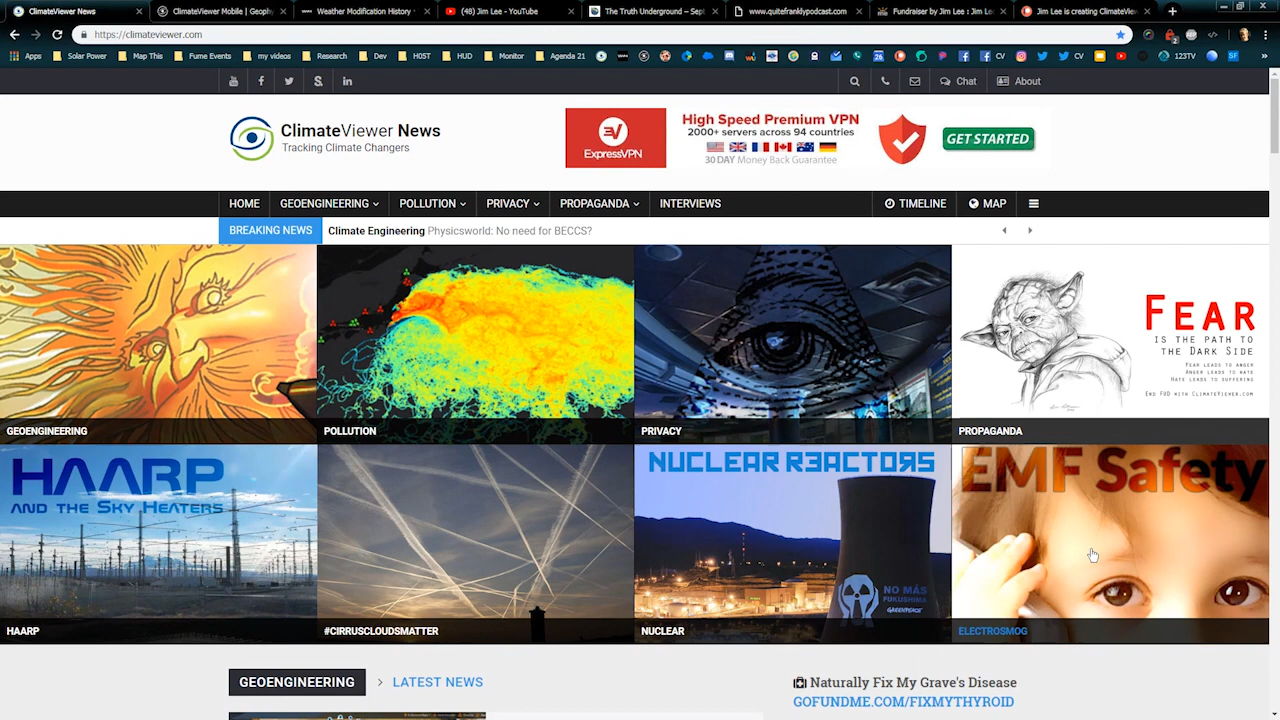 ClimateViewer News
ClimateViewer Mobile | Geoph
Weather Modification History
(48) Jim Lee - YouTube
The Truth Underground – Sept
www.quitefranklypodcast.com
Fundraiser by Jim Lee : Jim Le
Jim Lee is creating ClimateVie
https://climateviewer.com
Apps
Solar Power
Map This
Fume Events
my videos
Research
Dev
H0ST
HUD
Monitor
Agenda 21
CV
CV
123TV
SF
Chat
About
ClimateViewer News
Tracking Climate Changers
ExpressVPN
High Speed Premium VPN
2000+ servers across 94 countries
30 DAY Money Back Guarantee
GET STARTED
HOME
GEOENGINEERING
POLLUTION
PRIVACY
PROPAGANDA
INTERVIEWS
TIMELINE
MAP
BREAKING NEWS
Climate Engineering Physicsworld: No need for BECCS?
FEAR
IS THE PATH TO
THE DARK SIDE
FEAR LEADS TO ANGER
ANGER LEADS TO HATE
HATE LEADS TO SUFFERING
END FUD WITH CLIMATEVIEWER.COM
GEOENGINEERING
POLLUTION
PRIVACY
PROPAGANDA
HAARP
AND THE SKY HEATERS
NUCLEAR REACTORS
EMF Safety
NO MÁS
FUKUSHIMA
GREENPEACE
HAARP
#CIRRUSCLOUDSMATTER
NUCLEAR
ELECTROSMOG
GEOENGINEERING
LATEST NEWS
Naturally Fix My Grave's Disease
GOFUNDME.COM/FIXMYTHYROID